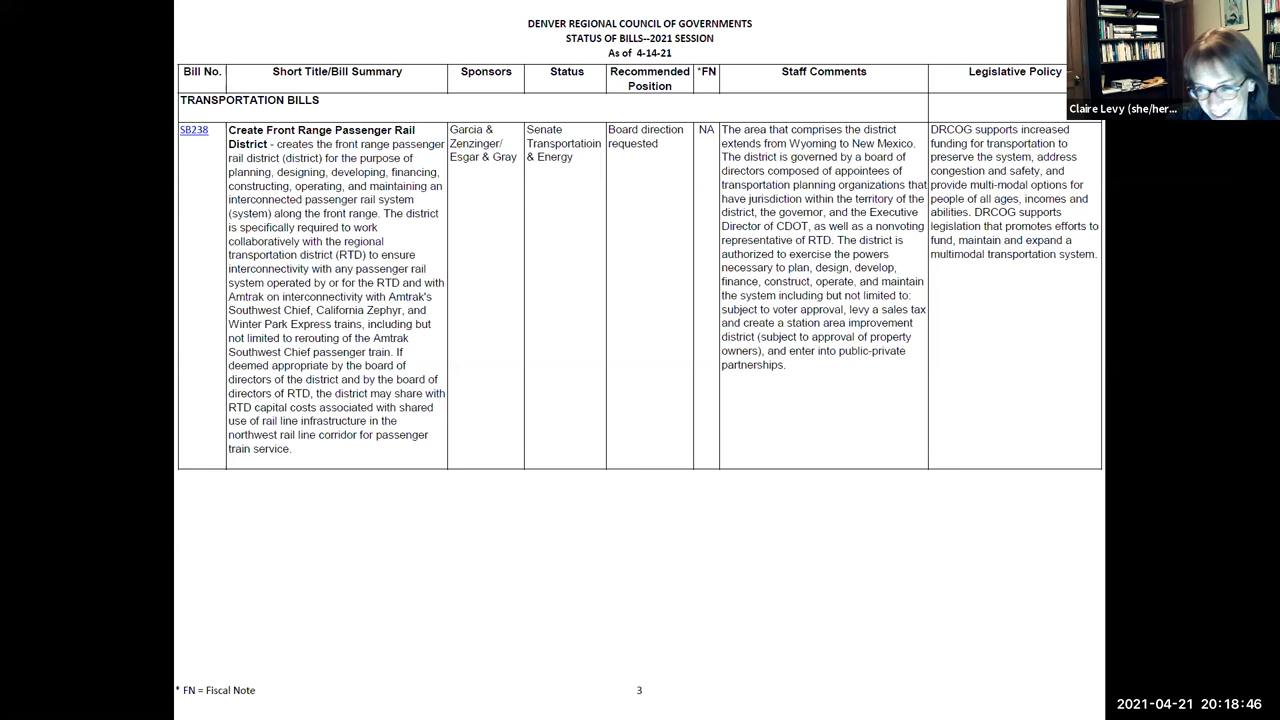 DENVER REGIONAL COUNCIL OF GOVERNMENTS
STATUS OF BILLS--2021 SESSION
As of 4-14-21
Bill No.
Short Title/Bill Summary
Sponsors
Status
Recommended
Position
*FN
Staff Comments
Legislative Policy
TRANSPORTATION BILLS
SB238
Create Front Range Passenger Rail
District - creates the front range passenger
rail district (district) for the purpose of
planning, designing, developing, financing,
constructing, operating, and maintaining an
interconnected passenger rail system
(system) along the front range. The district
is specifically required to work
collaboratively with the regional
transportation district (RTD) to ensure
interconnectivity with any passenger rail
system operated by or for the RTD and with
Amtrak on interconnectivity with Amtrak's
Southwest Chief, California Zephyr, and
Winter Park Express trains, including but
not limited to rerouting of the Amtrak
Southwest Chief passenger train. If
deemed appropriate by the board of
directors of the district and by the board of
directors of RTD, the district may share with
RTD capital costs associated with shared
use of rail line infrastructure in the
northwest rail line corridor for passenger
train service.
Garcia &
Zenzinger/
Esgar & Gray
Senate
Transportatioin
& Energy
Board direction
requested
NA
The area that comprises the district
extends from Wyoming to New Mexico.
The district is governed by a board of
directors composed of appointees of
transportation planning organizations that
have jurisdiction within the territory of the
district, the governor, and the Executive
Director of CDOT, as well as a nonvoting
representative of RTD. The district is
authorized to exercise the powers
necessary to plan, design, develop,
finance, construct, operate, and maintain
the system including but not limited to:
subject to voter approval, levy a sales tax
and create a station area improvement
district (subject to approval of property
owners), and enter into public-private
partnerships.
DRCOG supports increased
funding for transportation to
preserve the system, address
congestion and safety, and
provide multi-modal options for
people of all ages, incomes and
abilities. DRCOG supports
legislation that promotes efforts to
fund, maintain and expand a
multimodal transportation system.
Claire Levy (she/her...
* FN = Fiscal Note
3
2021-04-21 20:18:46